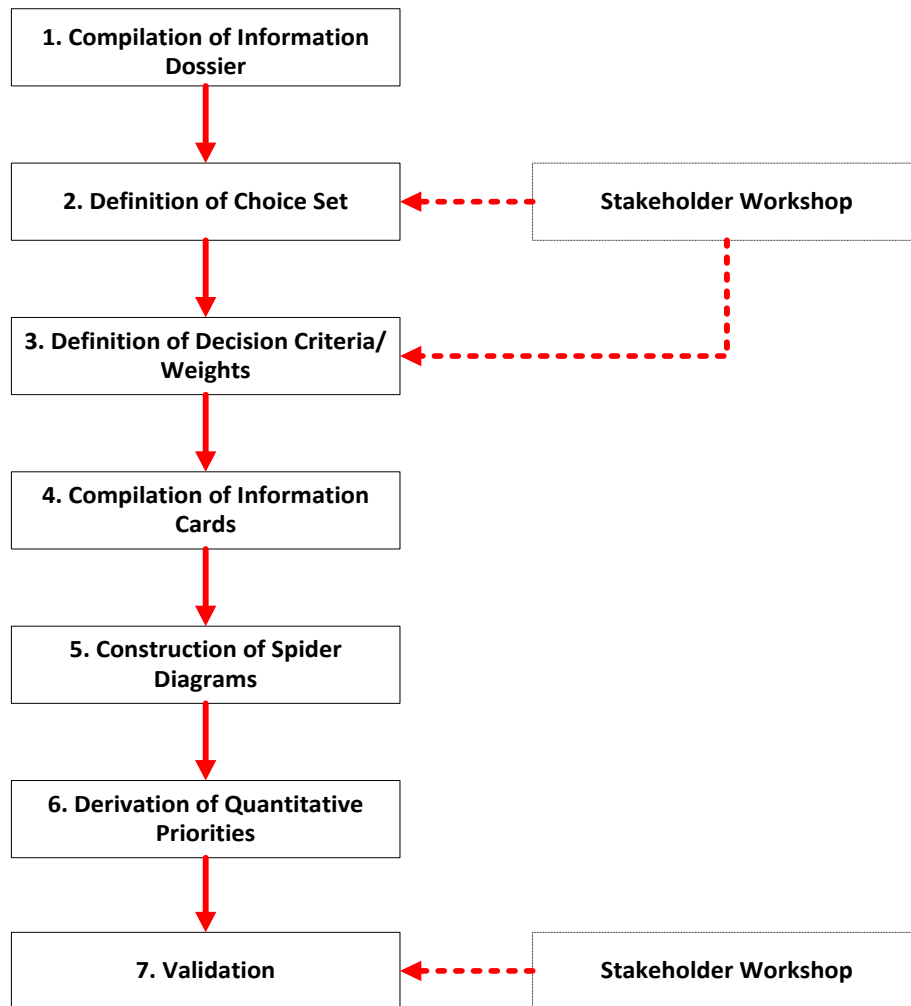 1. Compilation of Information
Dossier
2. Definition of Choice Set
Stakeholder Workshop
3. Definition of Decision Criteria/
Weights
4. Compilation of Information
Cards
5. Construction of Spider
Diagrams
6. Derivation of Quantitative
Priorities
7. Validation
Stakeholder Workshop